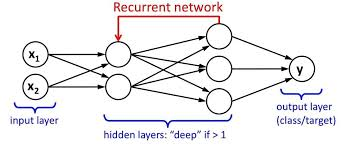 Recurrent network
x1
x2
y
input layer
hidden layers: “deep” if > 1
output layer
(class/target)